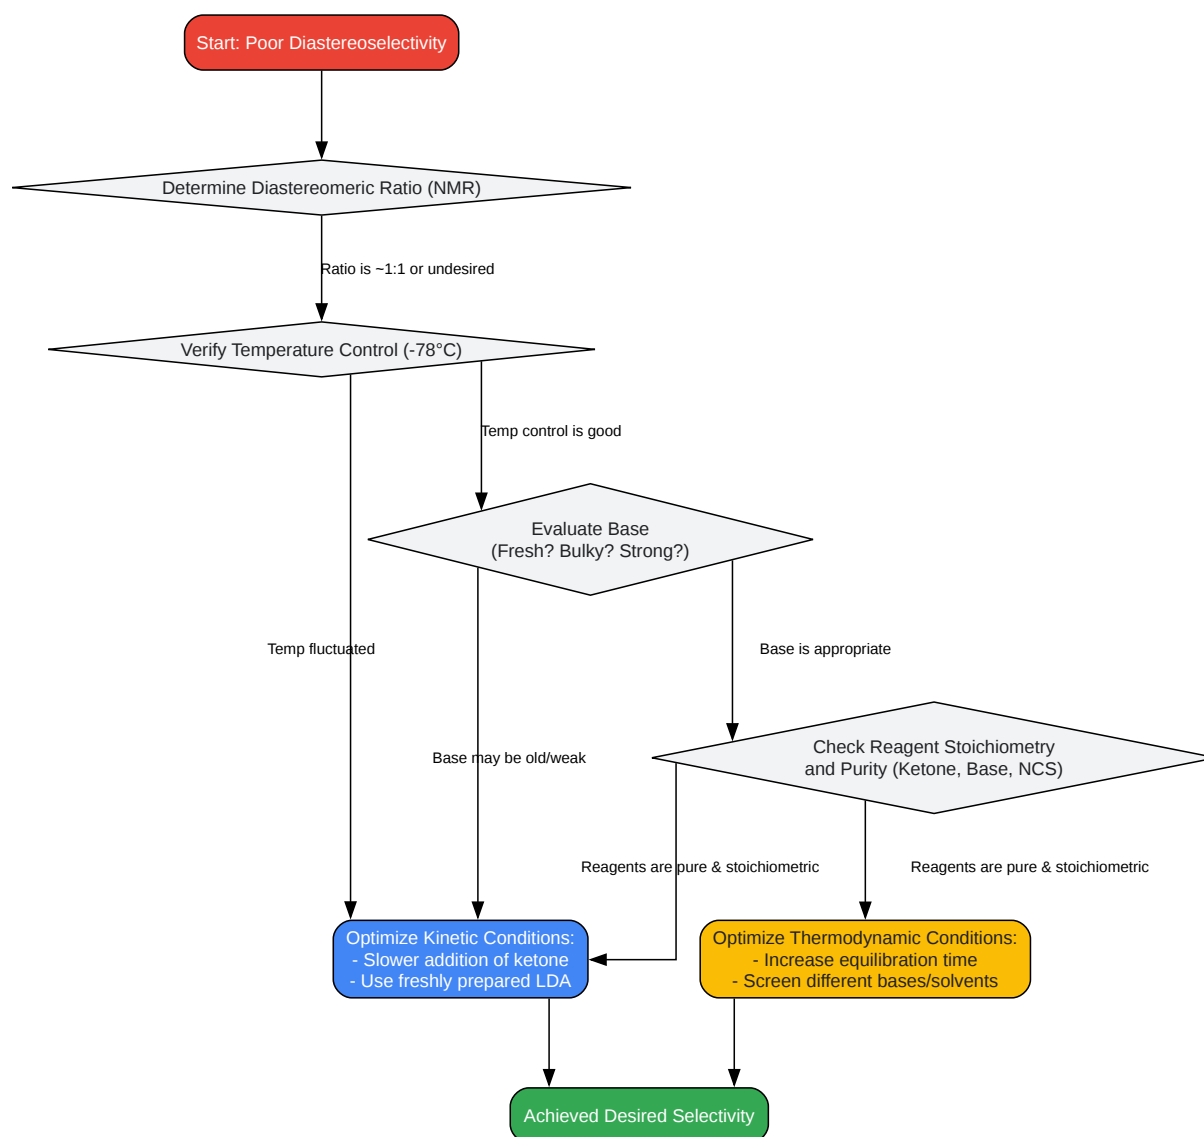 Start: Poor Diastereoselectivity
Determine Diastereomeric Ratio (NMR)
Ratio is ~1:1 or undesired
Verify Temperature Control (-78°C)
Temp control is good
Evaluate Base
(Fresh? Bulky? Strong?)
Temp fluctuated
Base is appropriate
Check Reagent Stoichiometry
and Purity (Ketone, Base, NCS)
Base may be old/weak
Reagents are pure & stoichiometric
Reagents are pure & stoichiometric
Optimize Kinetic Conditions:
- Slower addition of ketone
- Use freshly prepared LDA
Optimize Thermodynamic Conditions:
- Increase equilibration time
- Screen different bases/solvents
Achieved Desired Selectivity